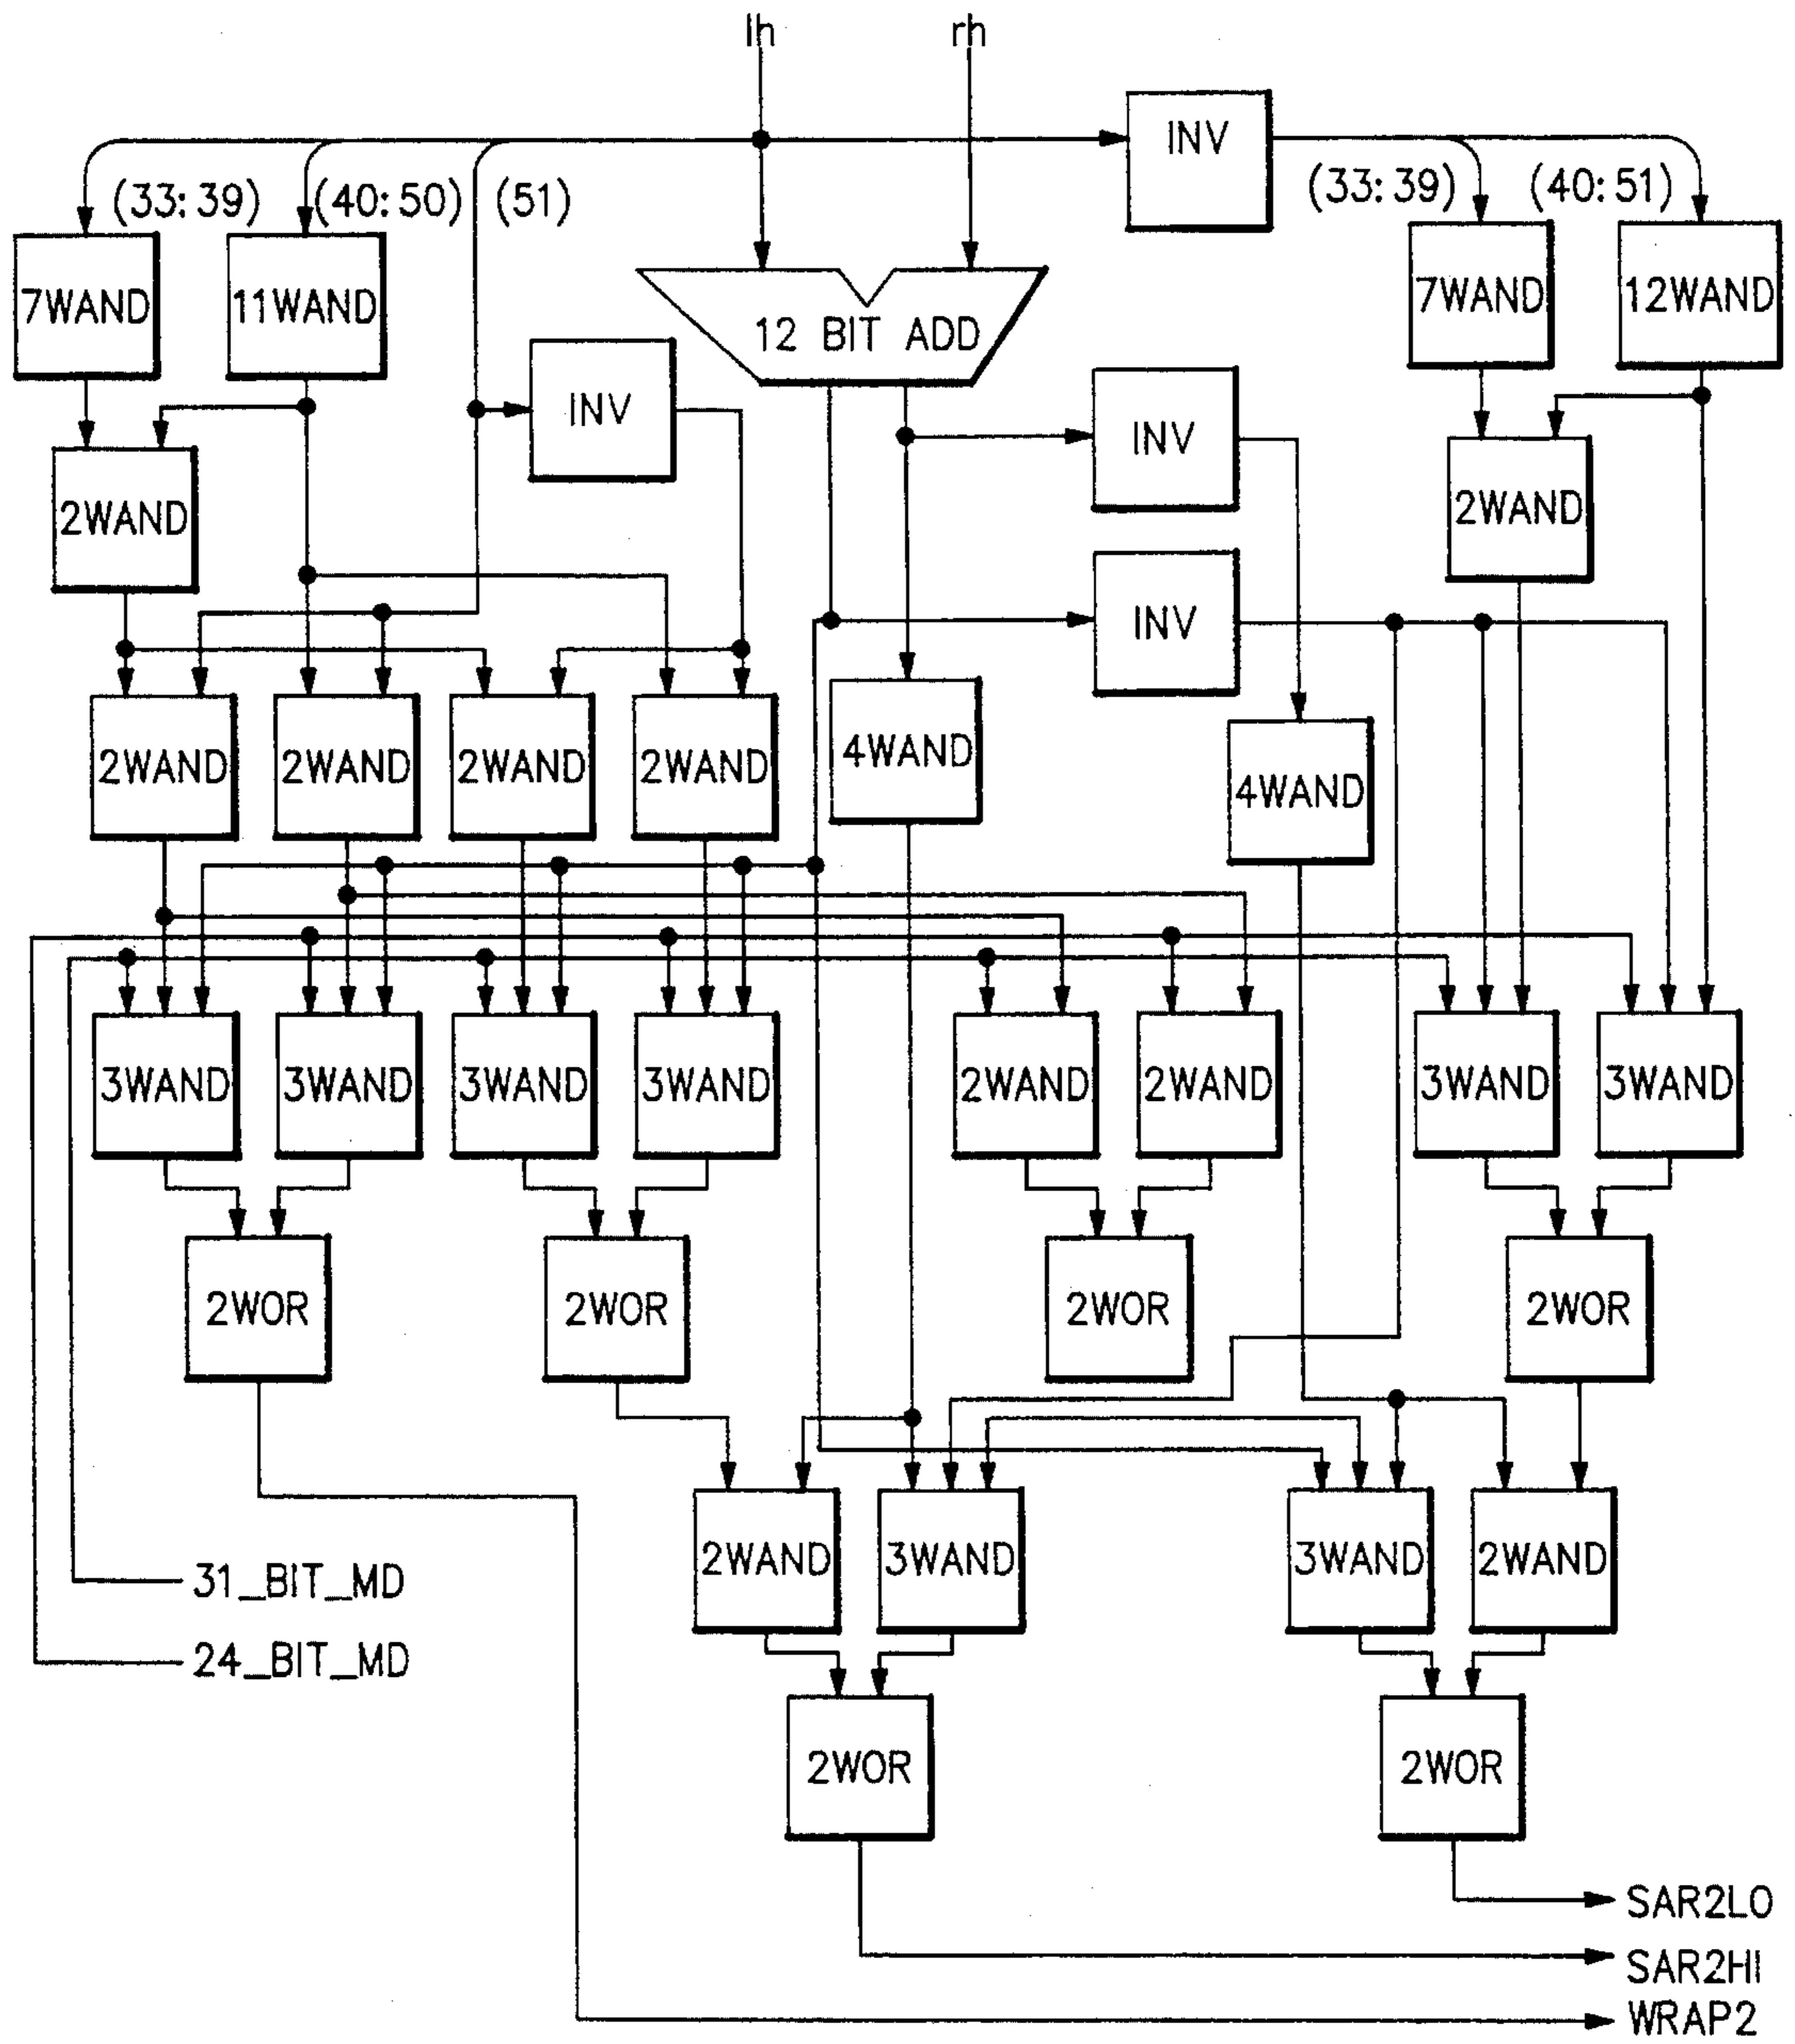 lh rh
INV
(33:39) (40:50) (51) (33:39) (40:51)
7WAND 11WAND 12 BIT ADD 7WAND 12WAND
INV INV
2WAND 2WAND
INV
2WAND 2WAND 2WAND 2WAND 4WAND 4WAND
3WAND 3WAND 3WAND 3WAND 2WAND 2WAND 3WAND 3WAND
2WOR 2WOR 2WOR 2WOR
2WAND 3WAND 3WAND 2WAND
31_BIT_MD
24_BIT_MD
2WOR 2WOR
SAR2LO
SAR2HI
WRAP2